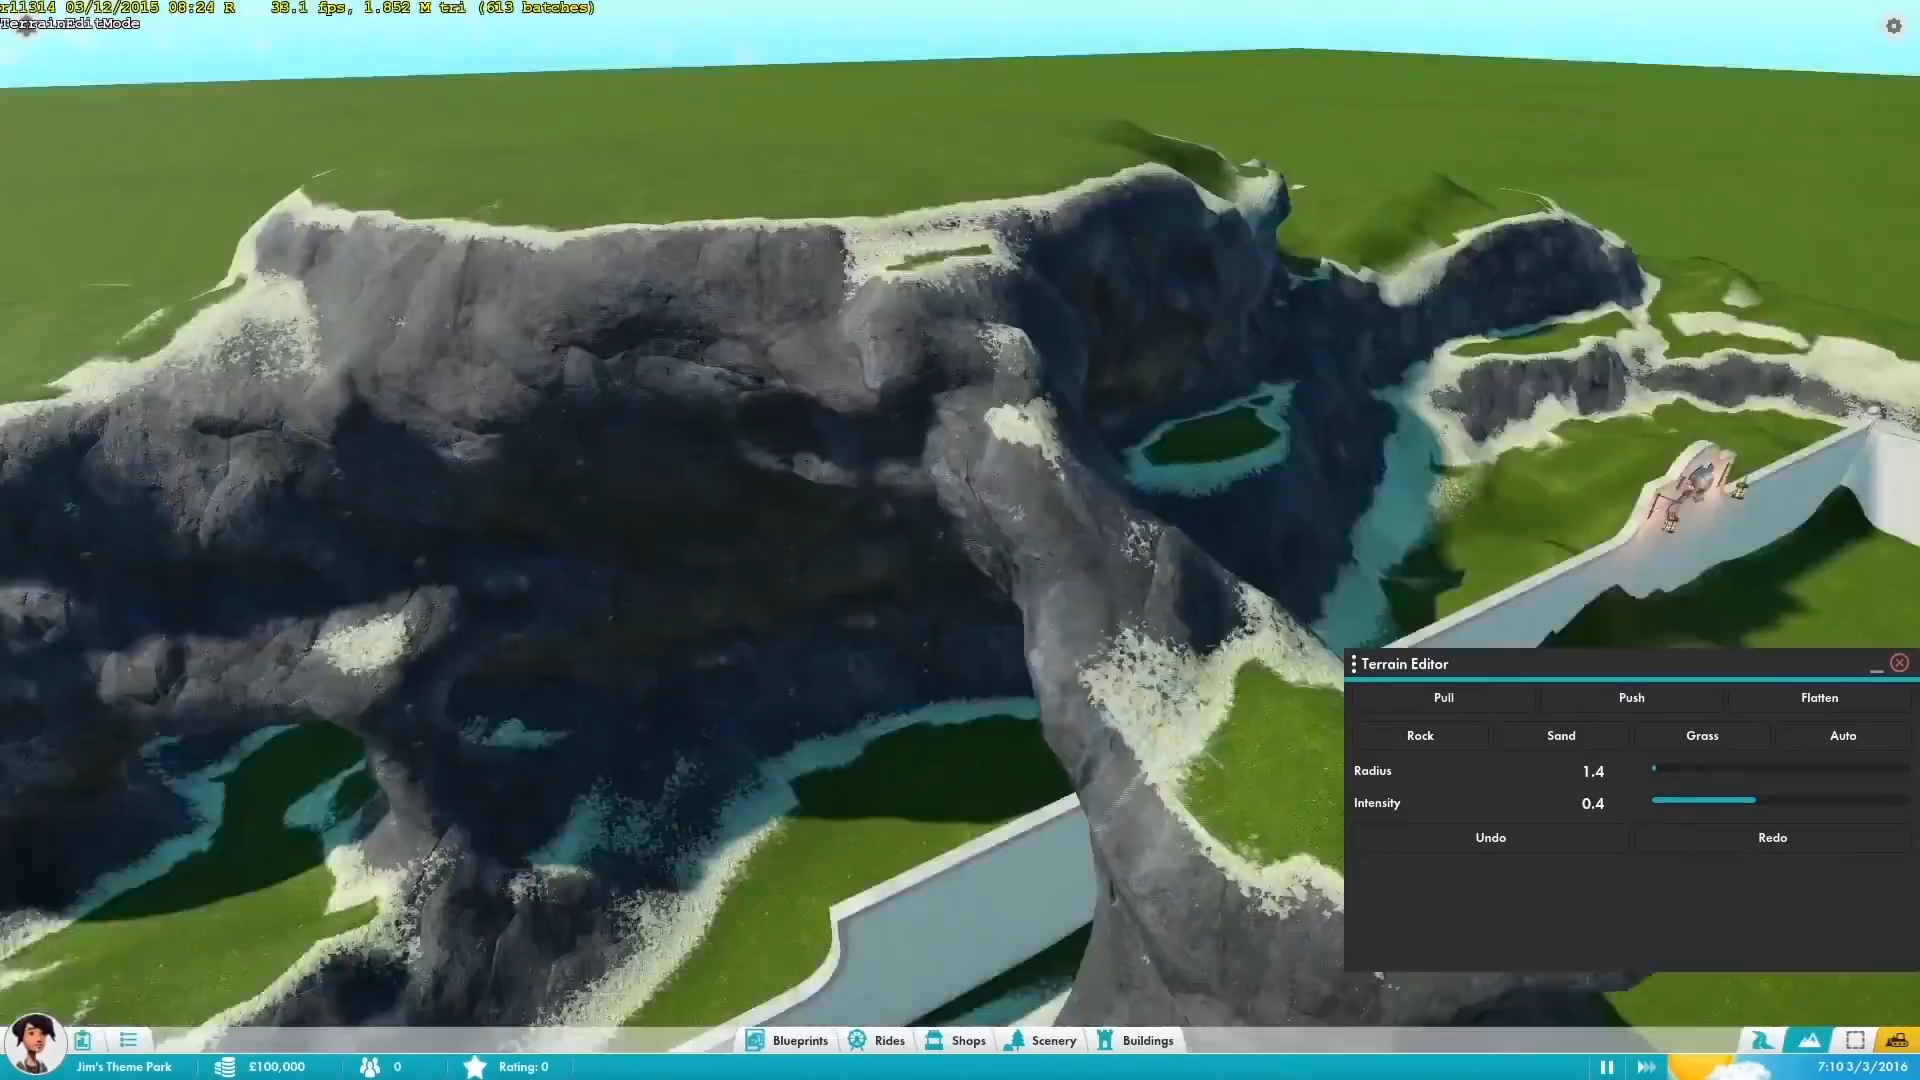 r11314 03/12/2015 08:24 R    33.1 fps, 1.852 M tri (613 batches)
TerrainEditMode
Terrain Editor
Pull Push Flatten
Rock Sand Grass Auto
Radius 1.4
Intensity 0.4
Undo Redo
Blueprints Rides Shops Scenery Buildings
Jim's Theme Park £100,000 0 Rating: 0 7:10 3/3/2016